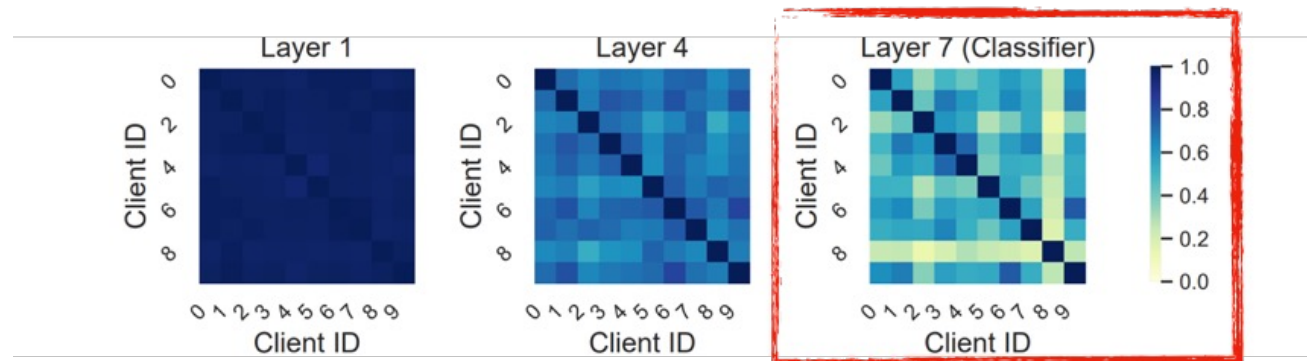 Layer 1
Layer 4
Layer 7 (Classifier)
Client ID
0
2
4
6
8
0 1 2 3 4 5 6 7 8 9
Client ID
Client ID
0
2
4
6
8
0 1 2 3 4 5 6 7 8 9
Client ID
Client ID
0
2
4
6
8
0 1 2 3 4 5 6 7 8 9
Client ID
1.0
0.8
0.6
0.4
0.2
0.0